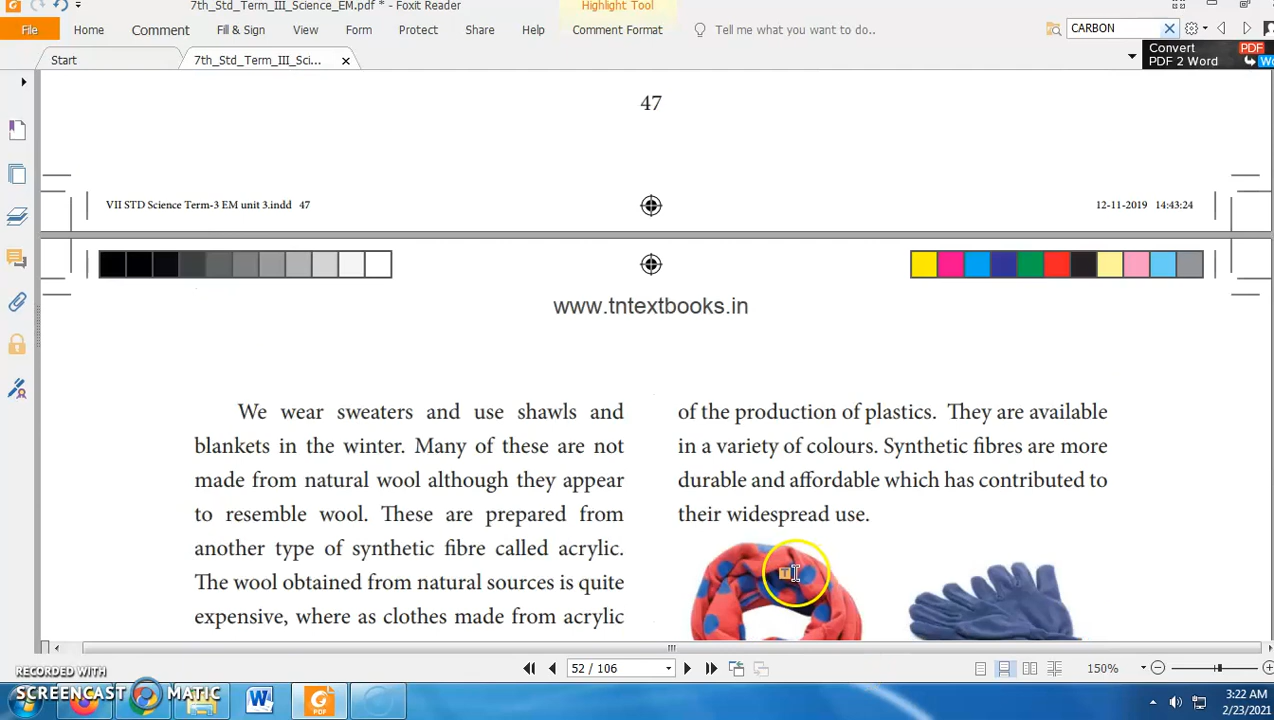 7th_Std_Term_III_Science_EM.pdf * - Foxit Reader
Highlight Tool
File
Home
Comment
Fill & Sign
View
Form
Protect
Share
Help
Comment Format
Tell me what you want to do..
CARBON
Start
7th_Std_Term_III_Sci...
Convert PDF
PDF 2 Word
47
VII STD Science Term-3 EM unit 3.indd 47
12-11-2019 14:43:24
www.tntextbooks.in
We wear sweaters and use shawls and
blankets in the winter. Many of these are not
made from natural wool although they appear
to resemble wool. These are prepared from
another type of synthetic fibre called acrylic.
The wool obtained from natural sources is quite
expensive, where as clothes made from acrylic
of the production of plastics. They are available
in a variety of colours. Synthetic fibres are more
durable and affordable which has contributed to
their widespread use.
T
52 / 106
150%
RECORDED WITH
SCREENCAST MATIC
W
PDF
3:22 AM
2/23/2021